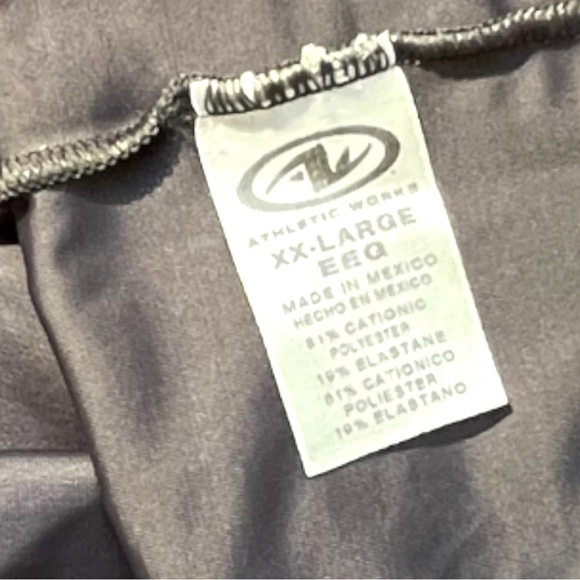 AW
ATHLETIC WORKS
XX-LARGE
EEG
MADE IN MEXICO
HECHO EN MEXICO
81% CATIONIC
POLYESTER
19% ELASTANE
81% CATIONICO
POLIESTER
19% ELASTANO